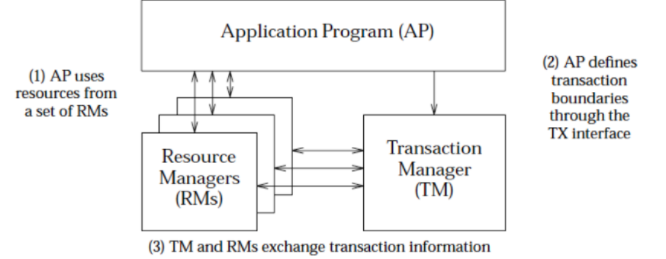 Application Program (AP)
(1) AP uses
resources from
a set of RMs
(2) AP defines
transaction
boundaries
through the
TX interface
Resource
Managers
(RMs)
Transaction
Manager
(TM)
(3) TM and RMs exchange transaction information